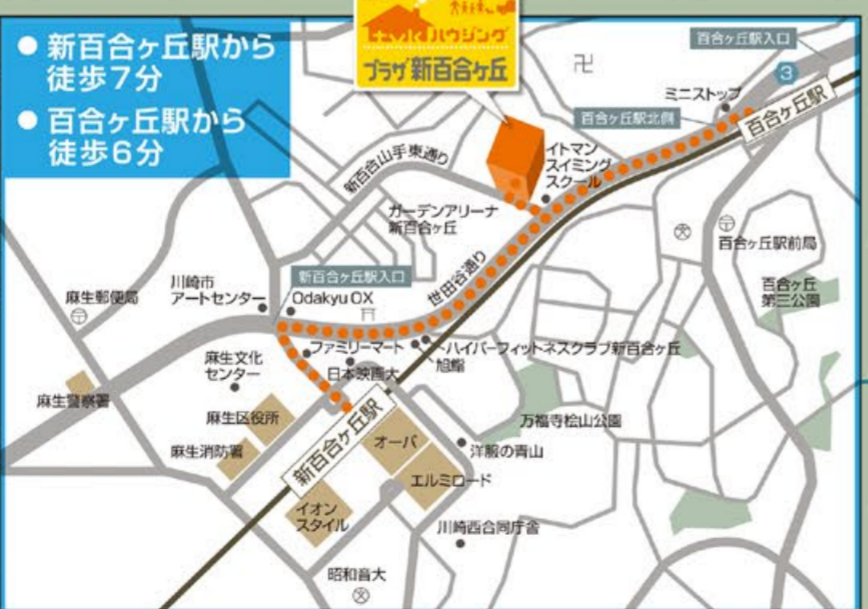 ハウジング
プラザ新百合ヶ丘
● 新百合ヶ丘駅から
徒歩7分
● 百合ヶ丘駅から
徒歩6分
百合ヶ丘駅入口
3
ミニストップ
百合ヶ丘駅北側
百合ヶ丘駅
イトマン
スイミング
スクール
新百合山手東通り
ガーデンアリーナ
新百合ヶ丘
世田谷通り
百合ヶ丘駅前局
百合ヶ丘
第三公園
新百合ヶ丘駅入口
川崎市
アートセンター
Odakyu OX
麻生郵便局
ファミリーマート
ハイパーフィットネスクラブ新百合ヶ丘
旭鮨
日本映画大
麻生文化
センター
麻生警察署
麻生区役所
麻生消防署
新百合ヶ丘駅
オーパ
万福寺桧山公園
洋服の青山
エルミロード
イオン
スタイル
川崎西合同庁舎
昭和音大